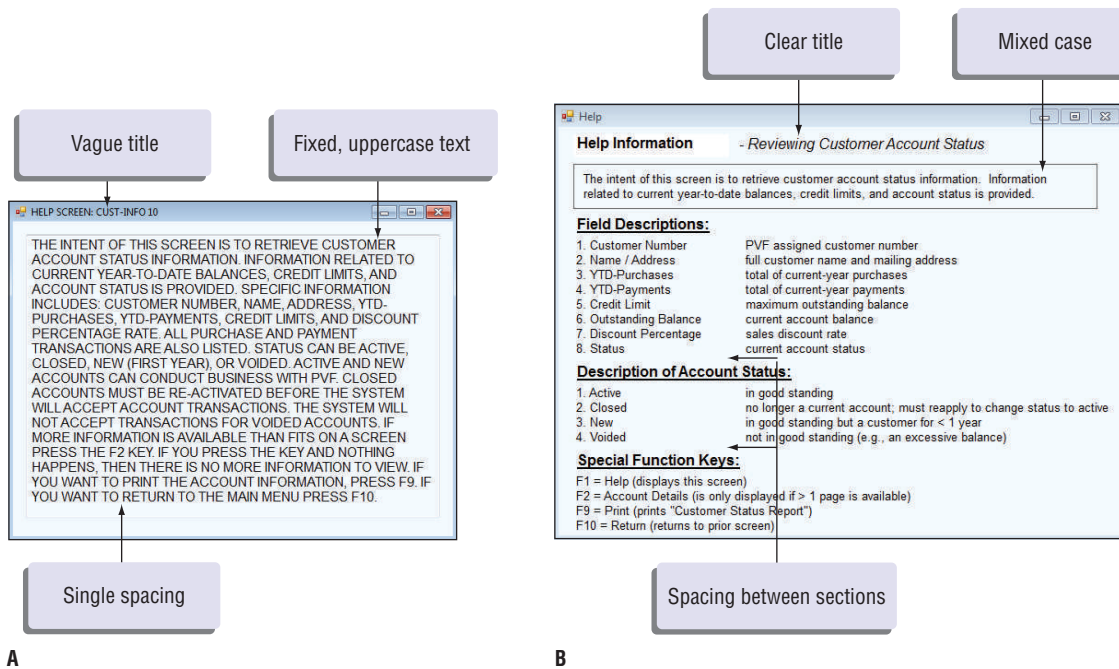 Clear title
Mixed case
Vague title
Fixed, uppercase text
HELP SCREEN: CUST-INFO 10
THE INTENT OF THIS SCREEN IS TO RETRIEVE CUSTOMER
ACCOUNT STATUS INFORMATION. INFORMATION RELATED TO
CURRENT YEAR-TO-DATE BALANCES, CREDIT LIMITS, AND
ACCOUNT STATUS IS PROVIDED. SPECIFIC INFORMATION
INCLUDES: CUSTOMER NUMBER, NAME, ADDRESS, YTD-
PURCHASES, YTD-PAYMENTS, CREDIT LIMITS, AND DISCOUNT
PERCENTAGE RATE. ALL PURCHASE AND PAYMENT
TRANSACTIONS ARE ALSO LISTED. STATUS CAN BE ACTIVE,
CLOSED, NEW (FIRST YEAR), OR VOIDED. ACTIVE AND NEW
ACCOUNTS CAN CONDUCT BUSINESS WITH PVF. CLOSED
ACCOUNTS MUST BE RE-ACTIVATED BEFORE THE SYSTEM
WILL ACCEPT ACCOUNT TRANSACTIONS. THE SYSTEM WILL
NOT ACCEPT TRANSACTIONS FOR VOIDED ACCOUNTS. IF
MORE INFORMATION IS AVAILABLE THAN FITS ON A SCREEN
PRESS THE F2 KEY. IF YOU PRESS THE KEY AND NOTHING
HAPPENS, THEN THERE IS NO MORE INFORMATION TO VIEW. IF
YOU WANT TO PRINT THE ACCOUNT INFORMATION, PRESS F9. IF
YOU WANT TO RETURN TO THE MAIN MENU PRESS F10.
Single spacing
A
Help
Help Information - Reviewing Customer Account Status
The intent of this screen is to retrieve customer account status information. Information
related to current year-to-date balances, credit limits, and account status is provided.
Field Descriptions:
1. Customer Number PVF assigned customer number
2. Name / Address full customer name and mailing address
3. YTD-Purchases total of current-year purchases
4. YTD-Payments total of current-year payments
5. Credit Limit maximum outstanding balance
6. Outstanding Balance current account balance
7. Discount Percentage sales discount rate
8. Status current account status
Description of Account Status:
1. Active in good standing
2. Closed no longer a current account; must reapply to change status to active
3. New in good standing but a customer for < 1 year
4. Voided not in good standing (e.g., an excessive balance)
Special Function Keys:
F1 = Help (displays this screen)
F2 = Account Details (is only displayed if > 1 page is available)
F9 = Print (prints "Customer Status Report")
F10 = Return (returns to prior screen)
Spacing between sections
B